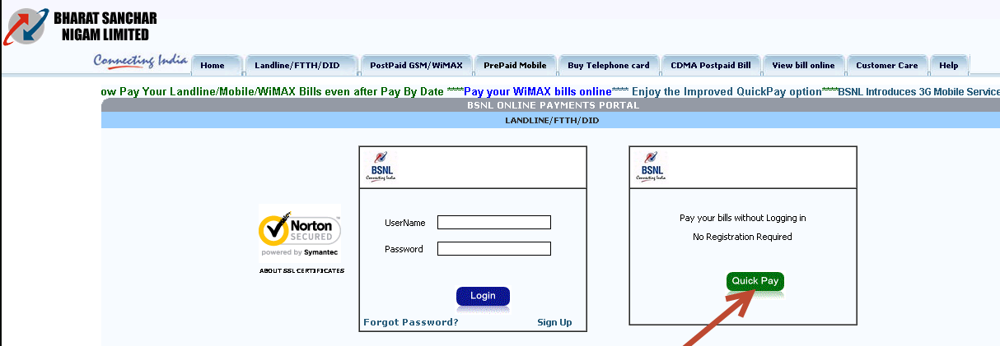 BHARAT SANCHAR
NIGAM LIMITED
Connecting India
Home Landline/FTTH/DID PostPaid GSM/WiMAX PrePaid Mobile Buy Telephone card CDMA Postpaid Bill View bill online Customer Care Help
ow Pay Your Landline/Mobile/WiMAX Bills even after Pay By Date ****Pay your WiMAX bills online**** Enjoy the Improved QuickPay option****BSNL Introduces 3G Mobile Service
BSNL ONLINE PAYMENTS PORTAL
LANDLINE/FTTH/DID
BSNL
Connecting India
UserName
Password
Login
Forgot Password? Sign Up
Norton
SECURED
powered by Symantec
ABOUT SSL CERTIFICATES
BSNL
Connecting India
Pay your bills without Logging in
No Registration Required
Quick Pay